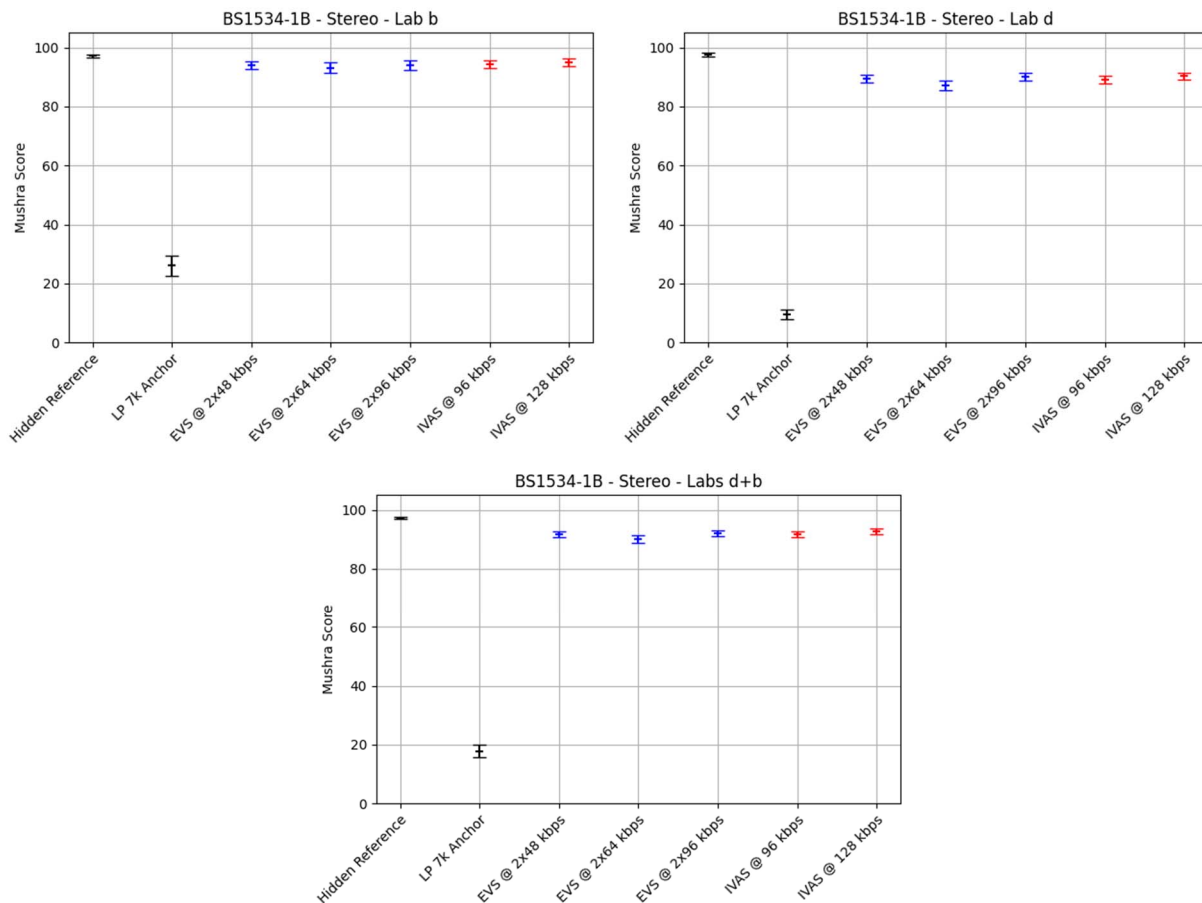 BS1534-1B - Stereo - Lab b
Mushra Score
100
80
60
40
20
0
Hidden Reference
LP 7k Anchor
EVS @ 2x48 kbps
EVS @ 2x64 kbps
EVS @ 2x96 kbps
IVAS @ 96 kbps
IVAS @ 128 kbps
BS1534-1B - Stereo - Lab d
Mushra Score
100
80
60
40
20
0
Hidden Reference
LP 7k Anchor
EVS @ 2x48 kbps
EVS @ 2x64 kbps
EVS @ 2x96 kbps
IVAS @ 96 kbps
IVAS @ 128 kbps
BS1534-1B - Stereo - Labs d+b
Mushra Score
100
80
60
40
20
0
Hidden Reference
LP 7k Anchor
EVS @ 2x48 kbps
EVS @ 2x64 kbps
EVS @ 2x96 kbps
IVAS @ 96 kbps
IVAS @ 128 kbps